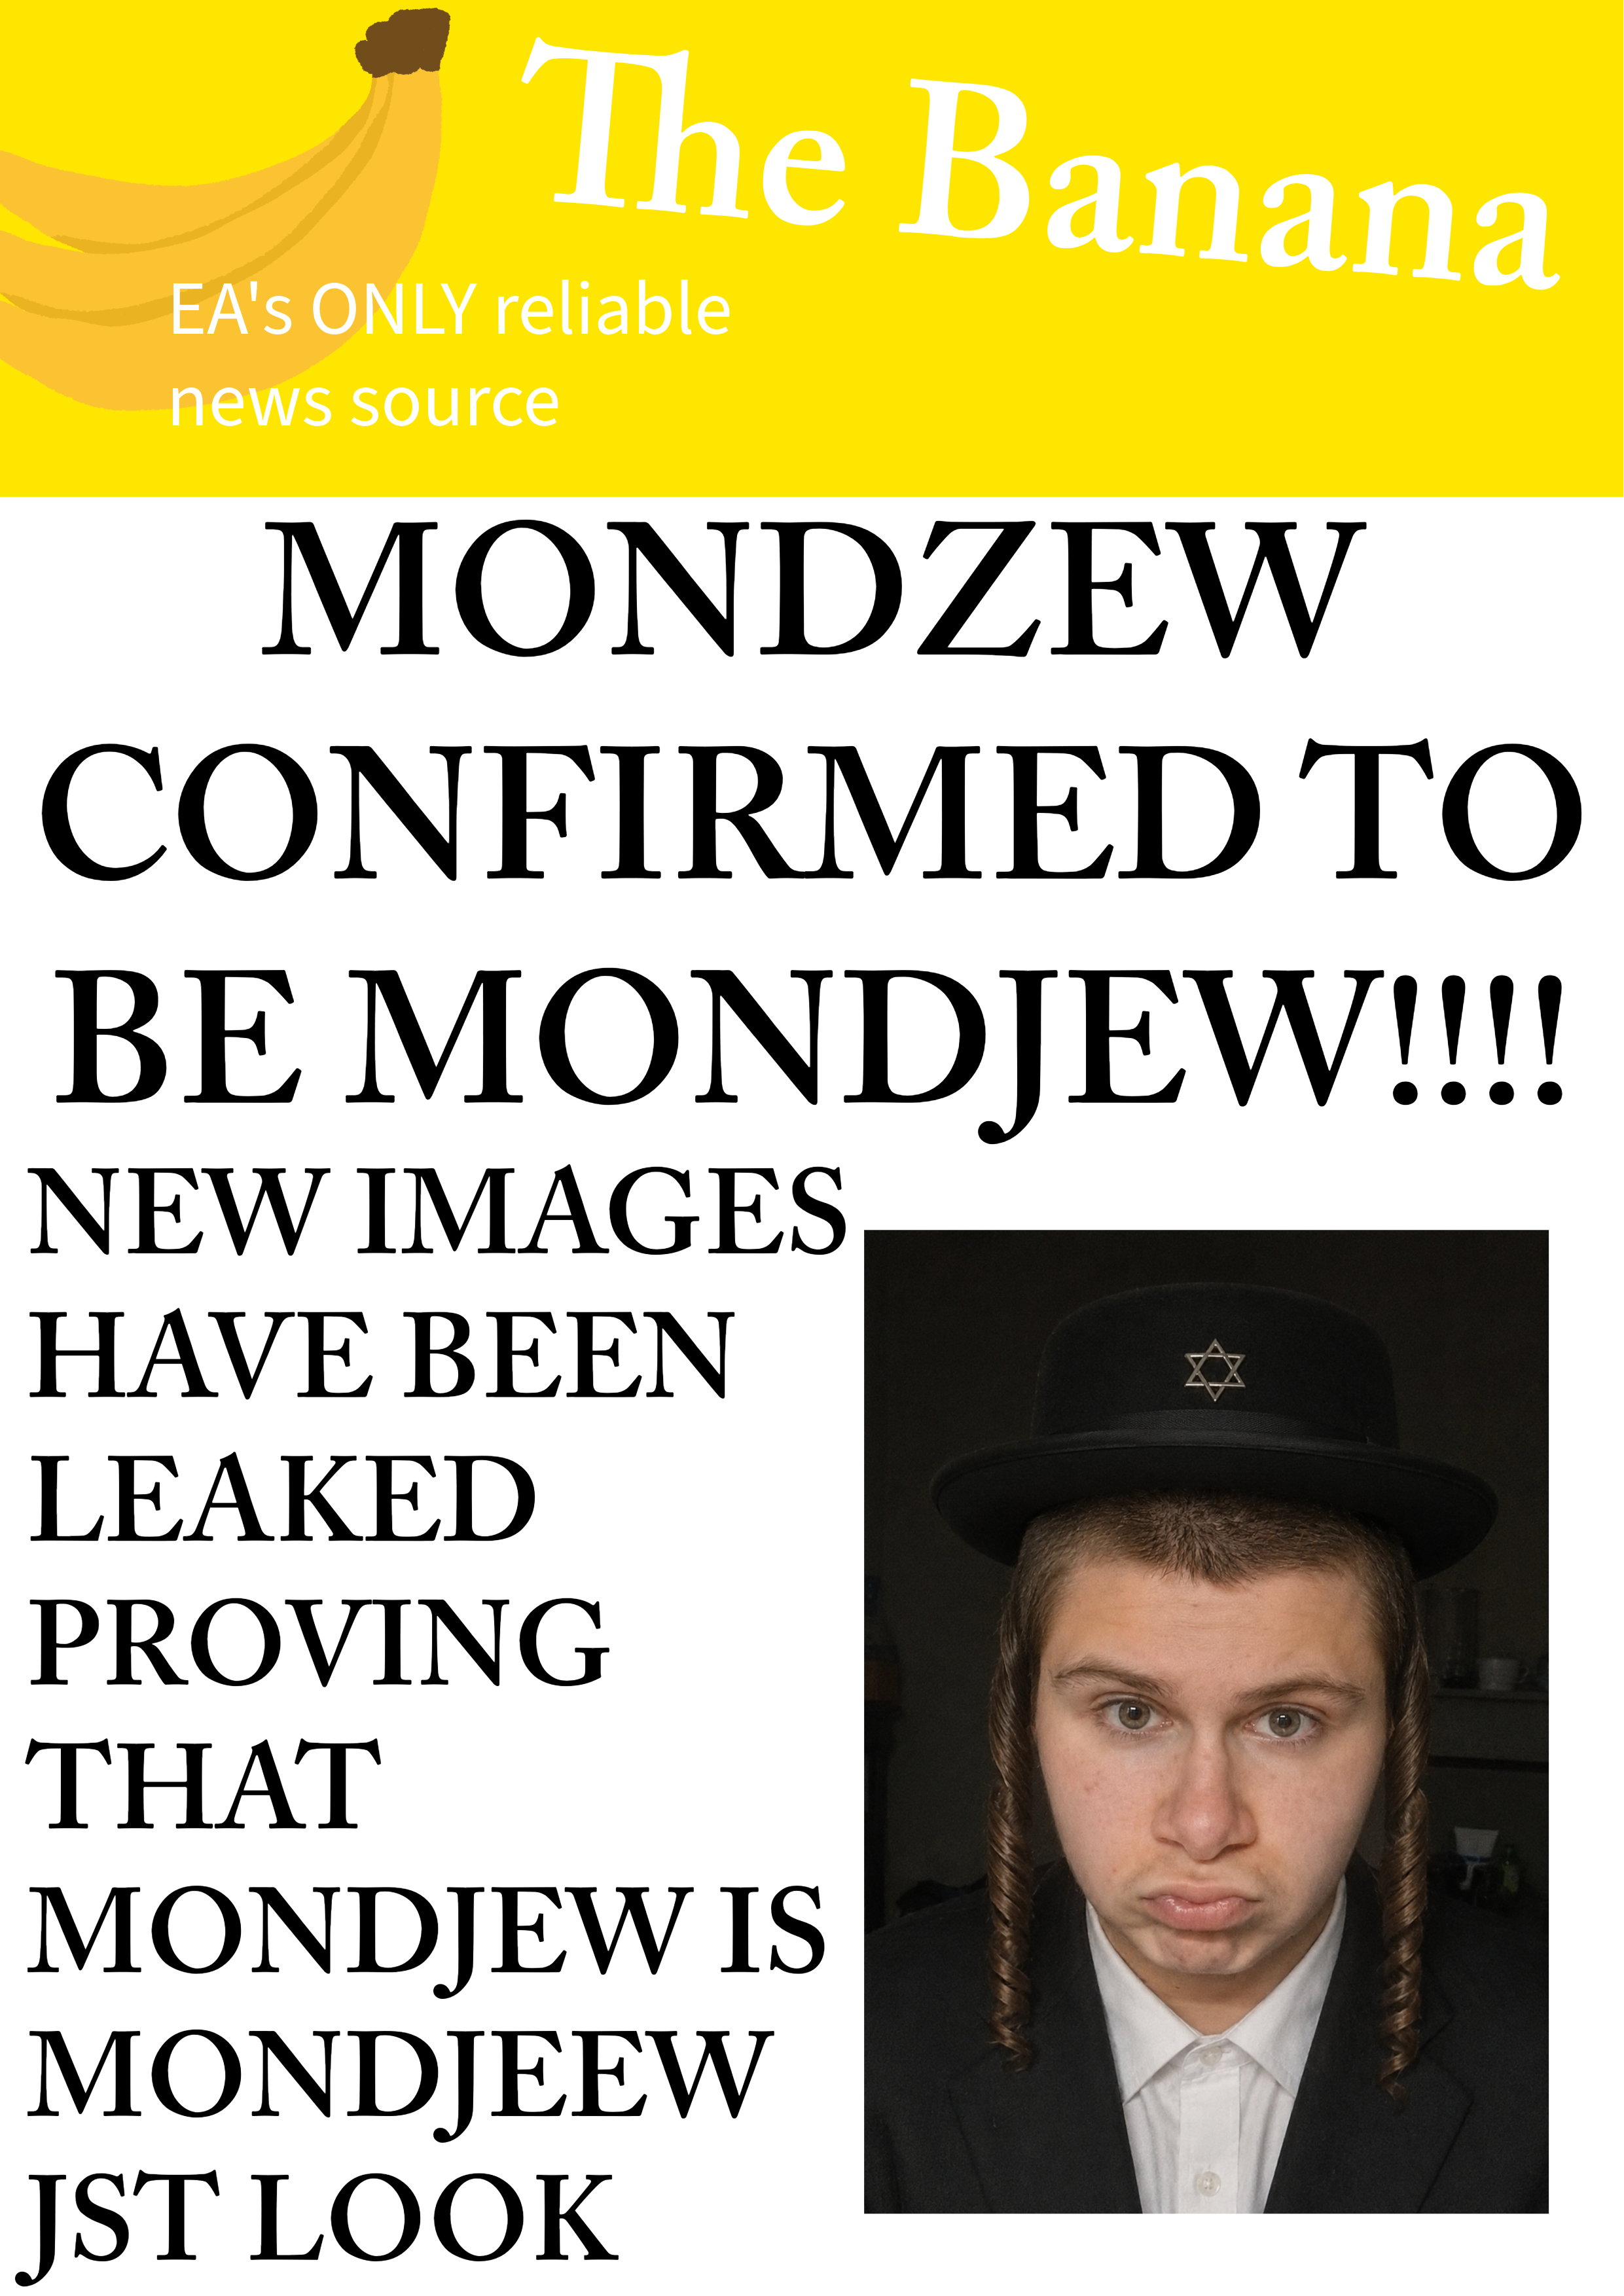 The Banana
EA's ONLY reliable
news source
MONDZEW
CONFIRMED TO
BE MONDJEW!!!!
NEW IMAGES
HAVE BEEN
LEAKED
PROVING
THAT
MONDJEW IS
MONDJEEW
JST LOOK